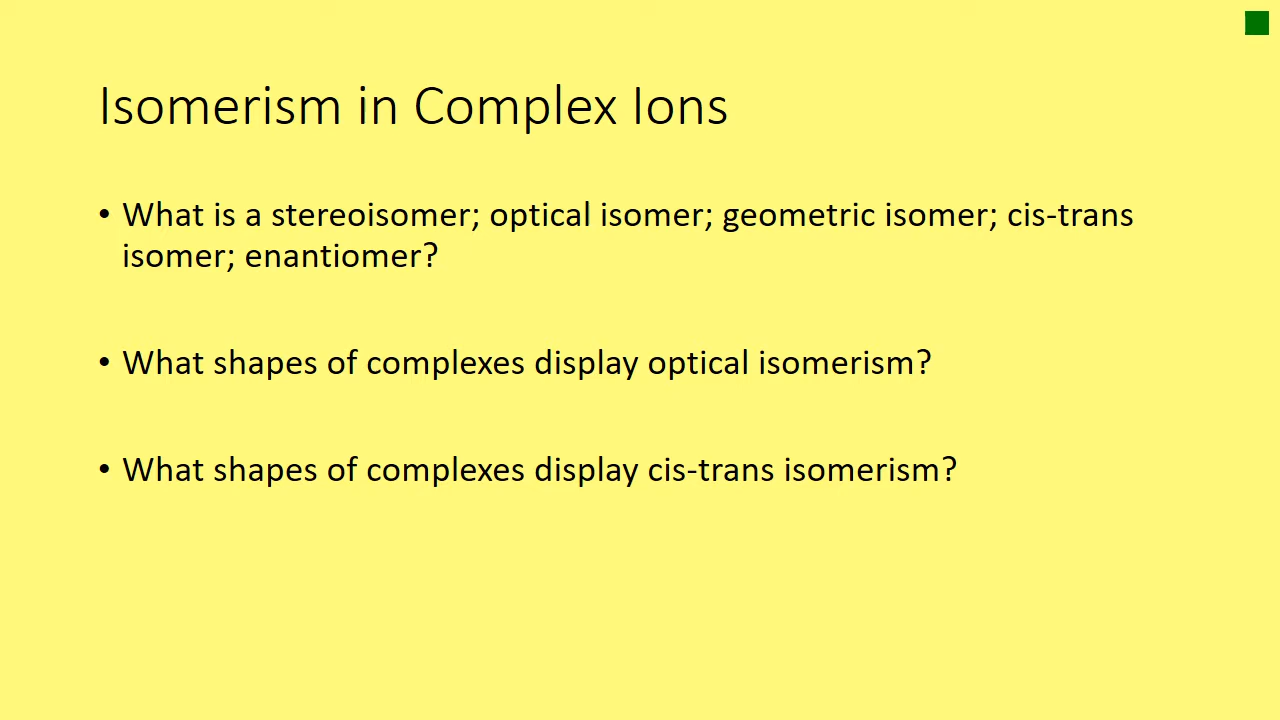 Isomerism in Complex Ions
• What is a stereoisomer; optical isomer; geometric isomer; cis-trans
isomer; enantiomer?
• What shapes of complexes display optical isomerism?
• What shapes of complexes display cis-trans isomerism?